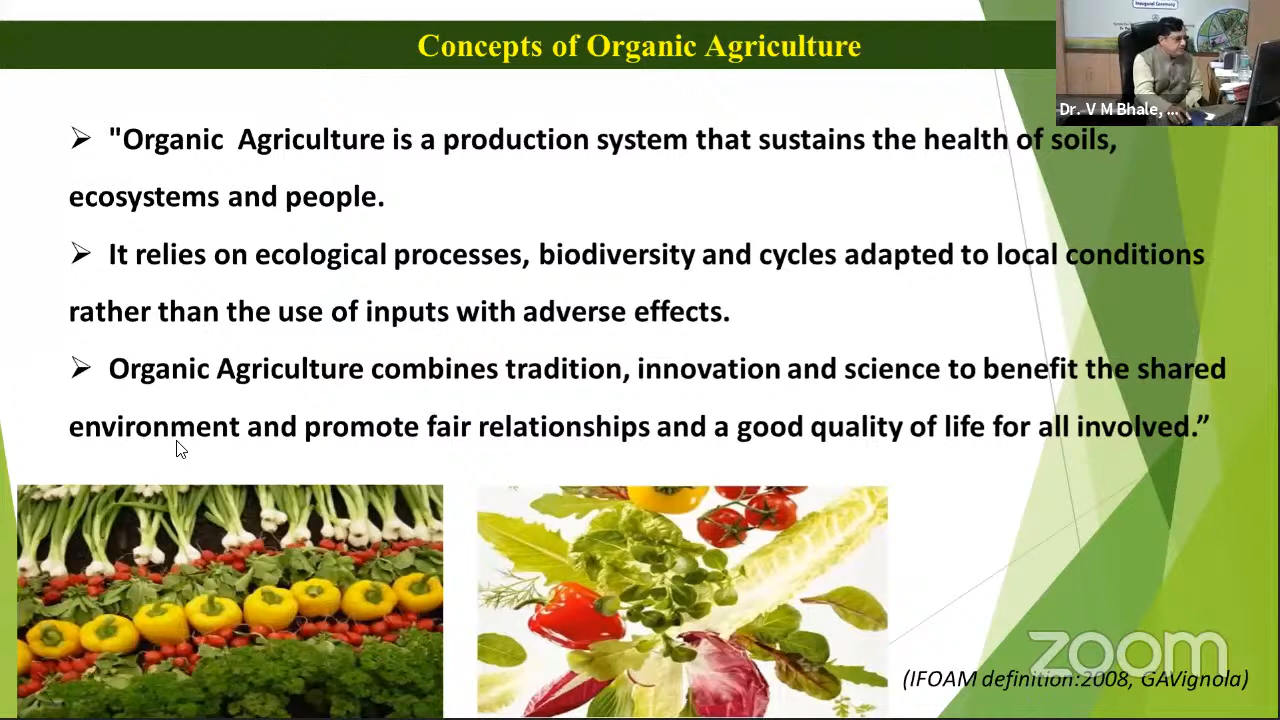 Concepts of Organic Agriculture
Inaugural Ceremony
Dr. V M Bhale, ...
➢ "Organic Agriculture is a production system that sustains the health of soils,
ecosystems and people.
➢ It relies on ecological processes, biodiversity and cycles adapted to local conditions
rather than the use of inputs with adverse effects.
➢ Organic Agriculture combines tradition, innovation and science to benefit the shared
environment and promote fair relationships and a good quality of life for all involved.”
zoom
(IFOAM definition:2008, GAVignola)